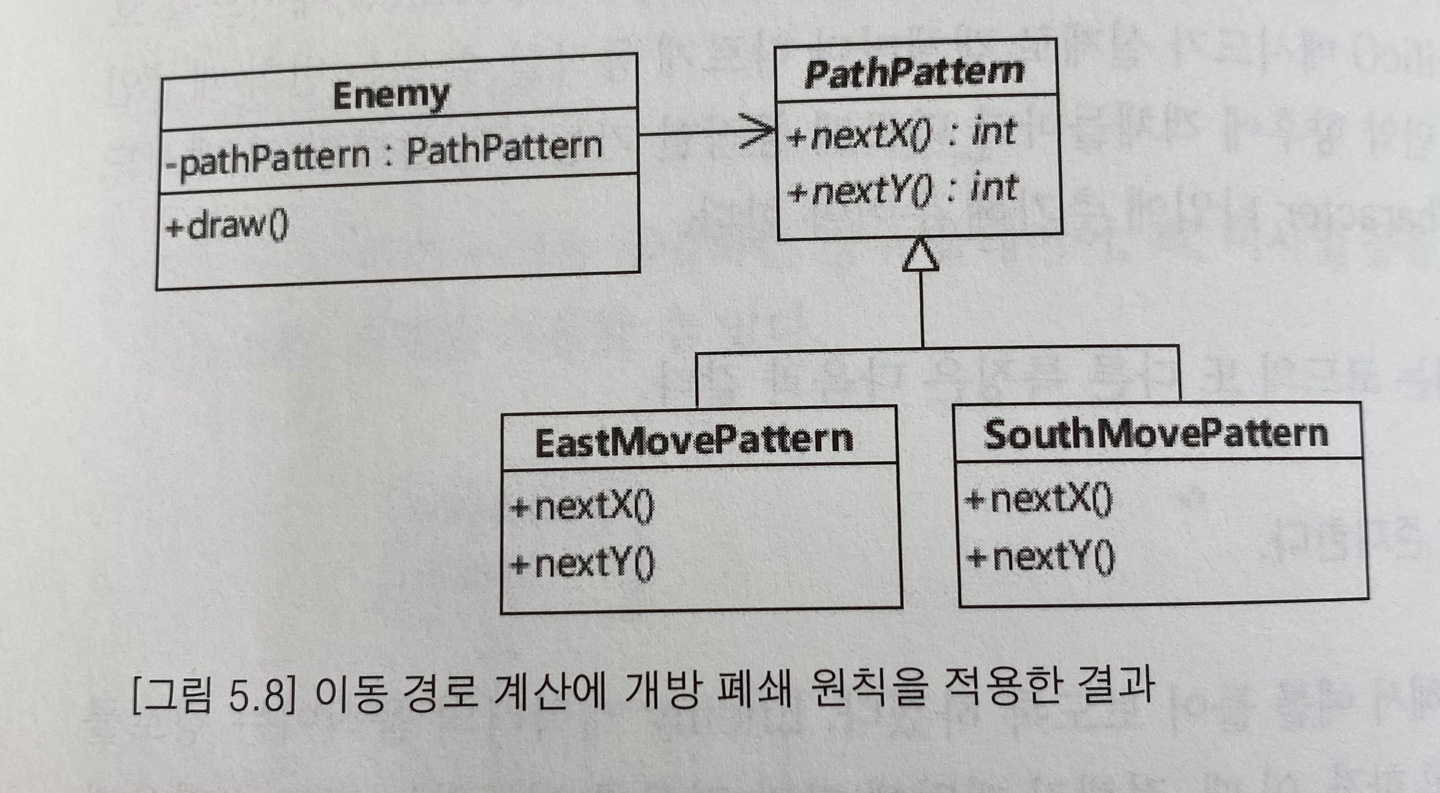 Enemy
-pathPattern : PathPattern
+draw()
PathPattern
+nextX() : int
+nextY() : int
EastMovePattern
+nextX()
+nextY()
SouthMovePattern
+nextX()
+nextY()
[그림 5.8] 이동 경로 계산에 개방 폐쇄 원칙을 적용한 결과